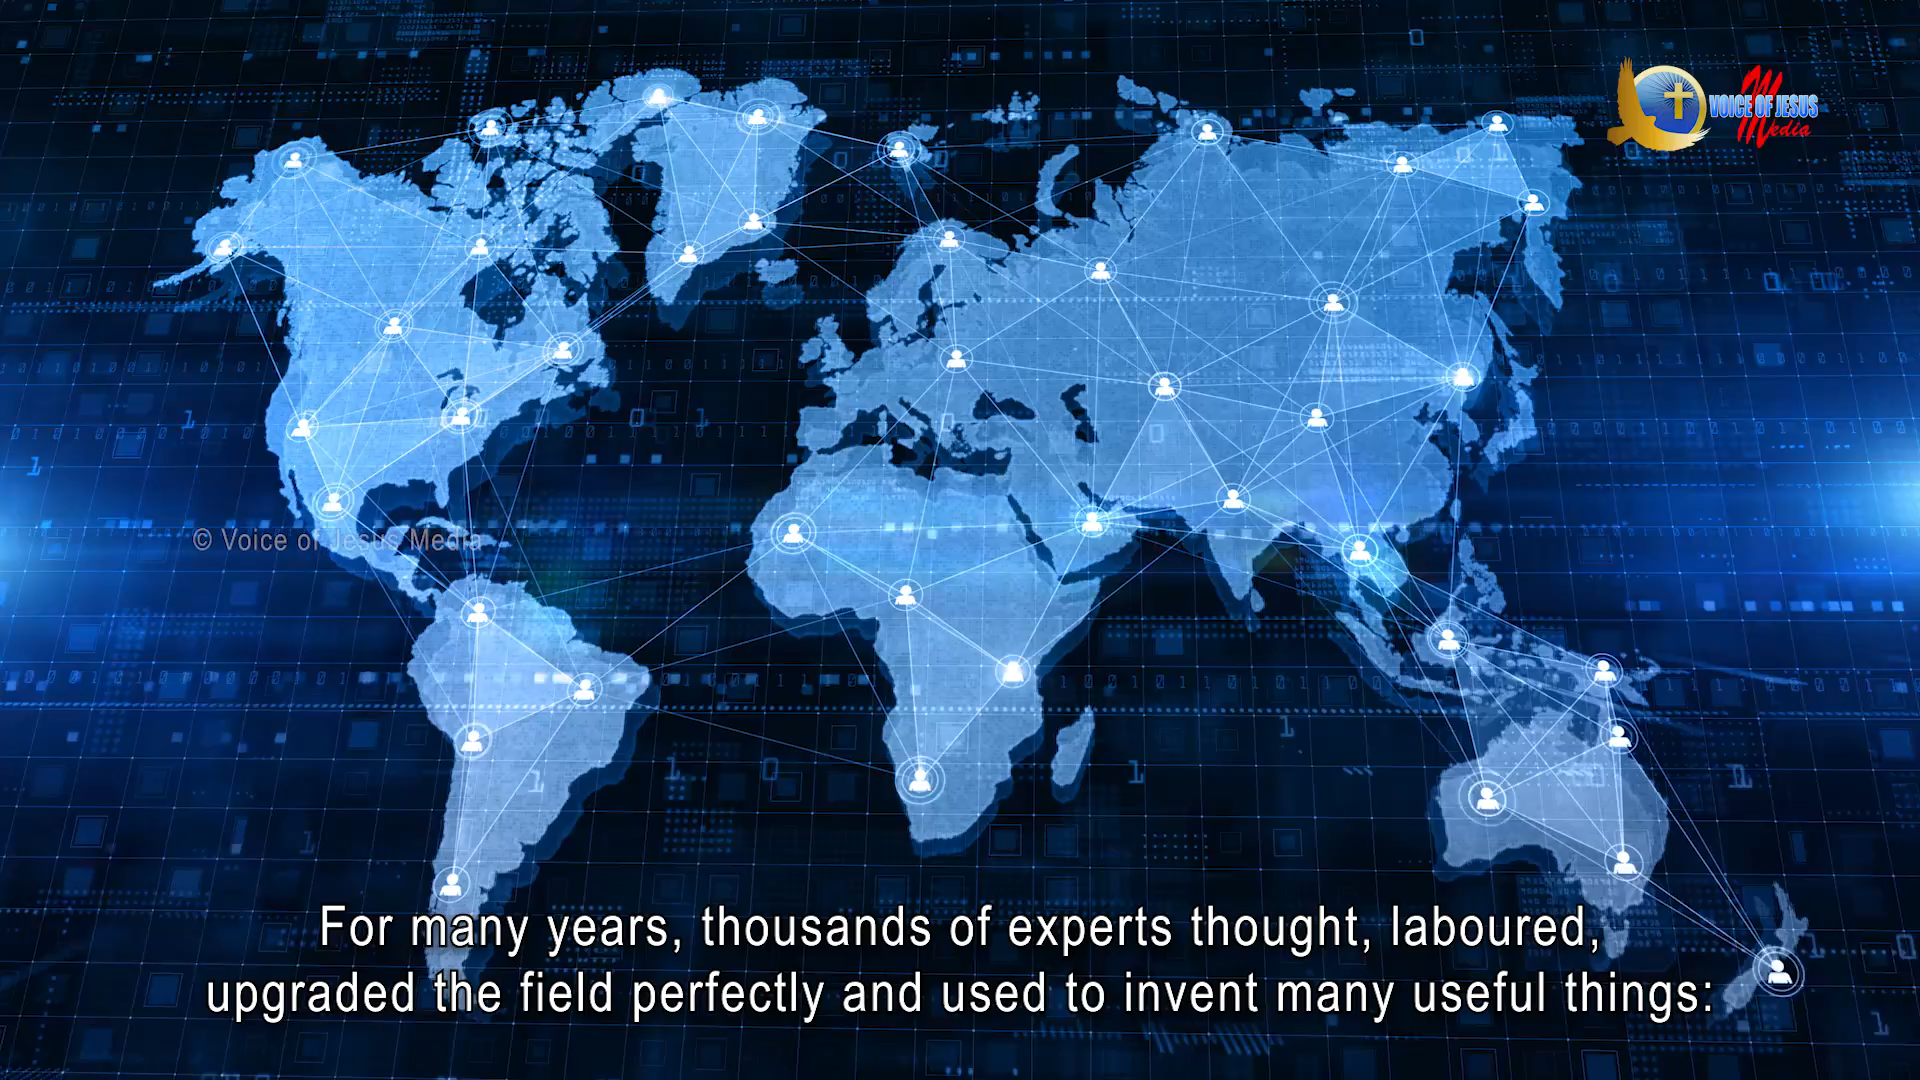 VOICE OF JESUS
Media
© Voice of Jesus Media
For many years, thousands of experts thought, laboured,
upgraded the field perfectly and used to invent many useful things: